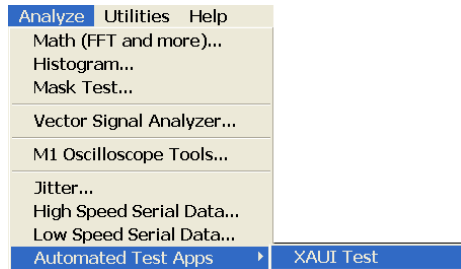 Analyze Utilities Help
Math (FFT and more)...
Histogram...
Mask Test...
Vector Signal Analyzer...
M1 Oscilloscope Tools...
Jitter...
High Speed Serial Data...
Low Speed Serial Data...
Automated Test Apps XAUI Test